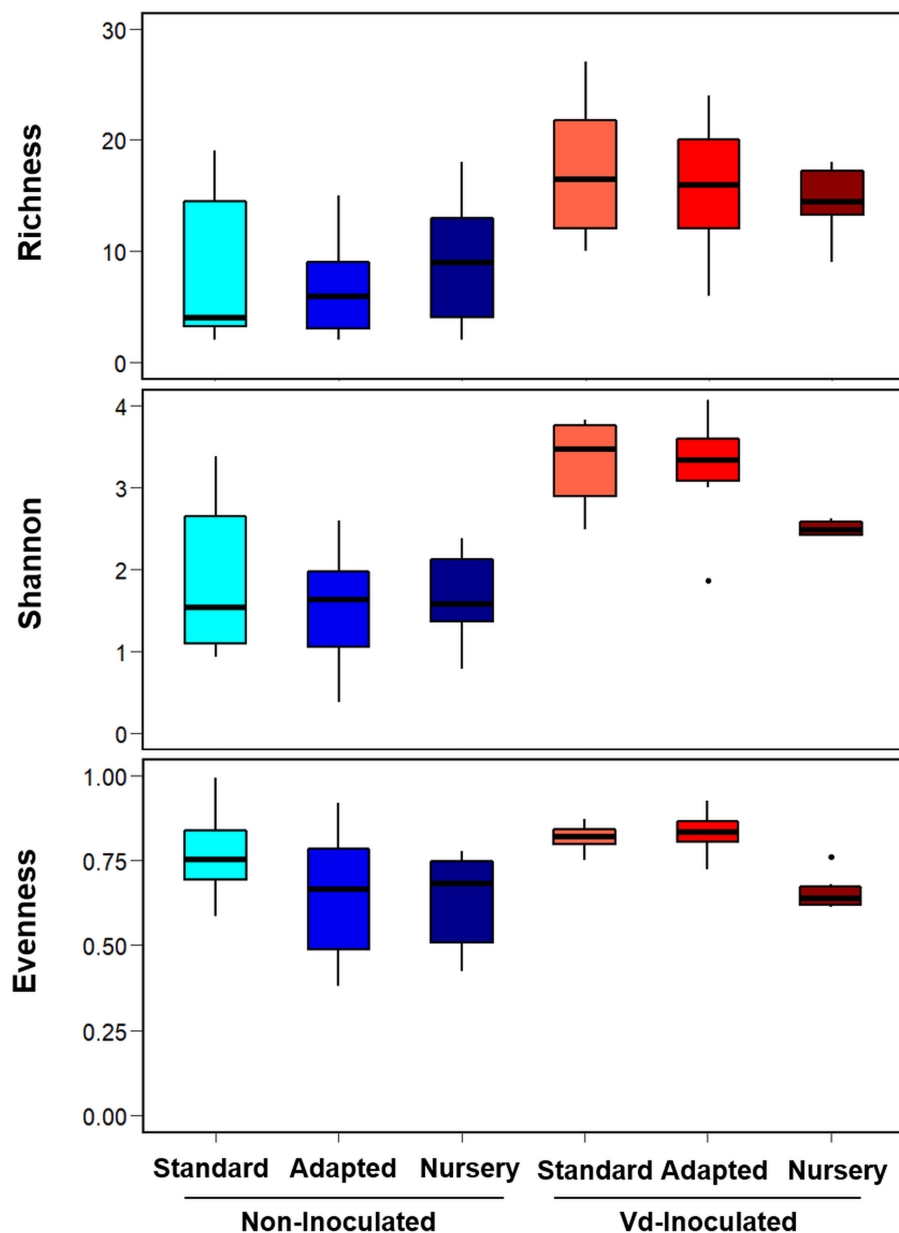 Richness
30
20
10
0
Shannon
4
3
2
1
0
Evenness
1.00
0.75
0.50
0.25
0.00
Standard Adapted Nursery Standard Adapted Nursery
Non-Inoculated Vd-Inoculated